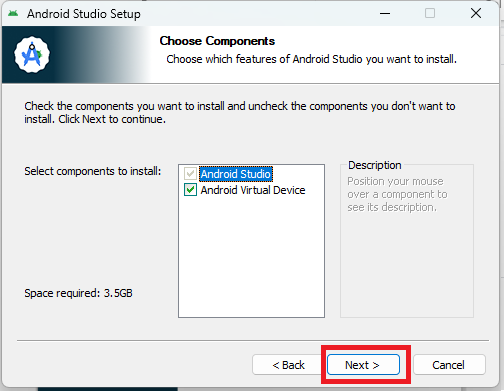 Android Studio Setup
Choose Components
Choose which features of Android Studio you want to install.
Check the components you want to install and uncheck the components you don't want to
install. Click Next to continue.
Select components to install:
Android Studio
Android Virtual Device
Description
Position your mouse
over a component to
see its description.
Space required: 3.5GB
< Back
Next >
Cancel